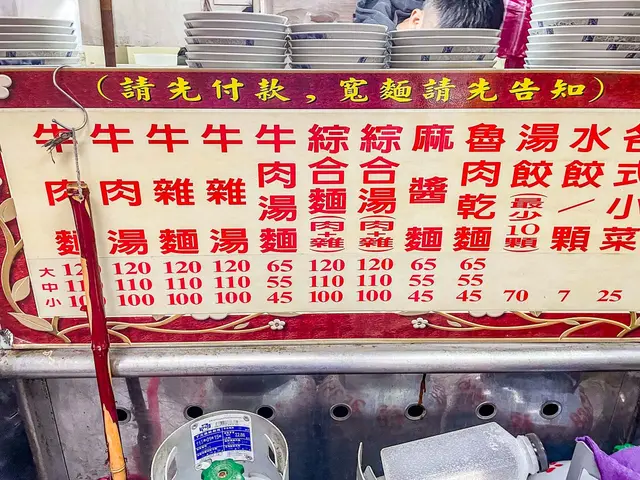 (請先付款，寬麵請先告知)
牛肉麵
牛肉湯
牛雜麵
牛雜湯
牛肉湯麵
綜合麵(肉+雜)
綜合湯(肉+雜)
麻醬麵
魯肉乾麵
湯餃(最少10顆)
水餃/顆
各式小菜
大 120 120 120 120 65 120 120 65 65
中 110 110 110 110 55 110 110 55 55
小 100 100 100 100 45 100 100 45 45 70 7 25